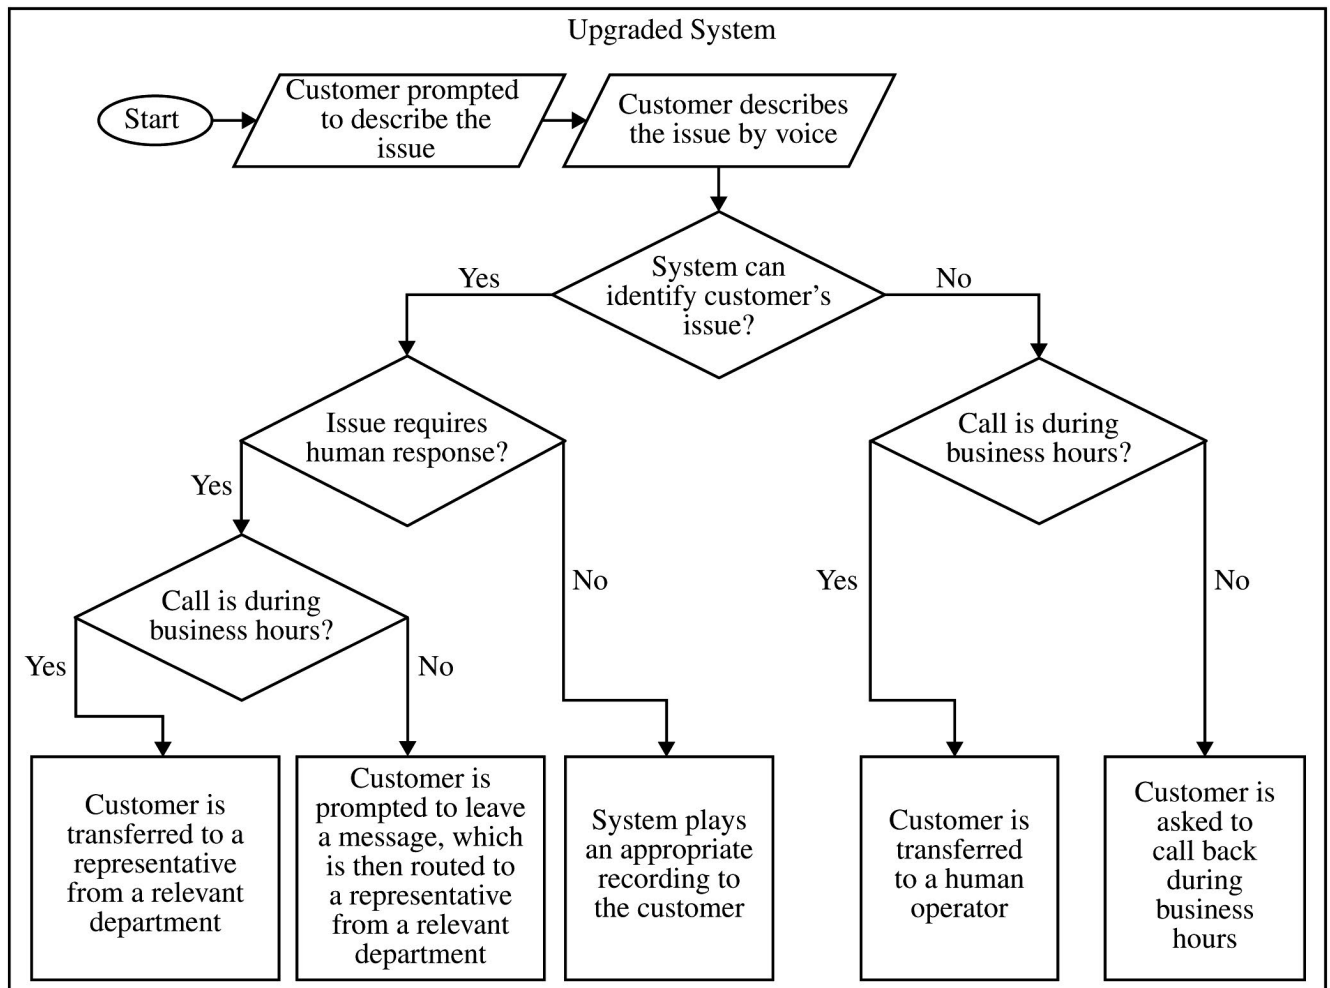 Upgraded System
Start
Customer prompted
to describe the
issue
Customer describes
the issue by voice
System can
identify customer's
issue?
Yes
No
Issue requires
human response?
Call is during
business hours?
Yes
No
Yes
No
Call is during
business hours?
Yes
No
Customer is
transferred to a
representative
from a relevant
department
Customer is
prompted to leave
a message, which
is then routed to
a representative
from a relevant
department
System plays
an appropriate
recording to
the customer
Customer is
transferred
to a human
operator
Customer is
asked to
call back
during
business
hours